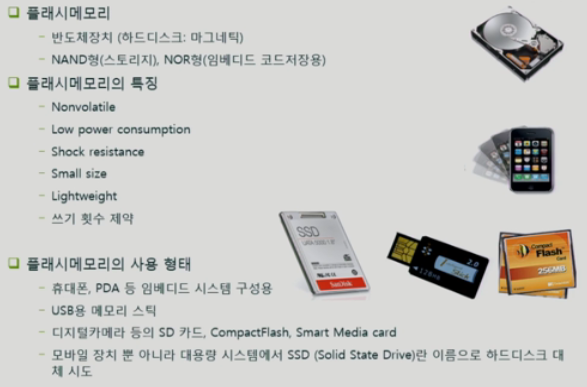 플래시메모리
- 반도체장치 (하드디스크: 마그네틱)
- NAND형(스토리지), NOR형(임베디드 코드저장용)
플래시메모리의 특징
- Nonvolatile
- Low power consumption
- Shock resistance
- Small size
- Lightweight
- 쓰기 횟수 제약
플래시메모리의 사용 형태
- 휴대폰, PDA 등 임베디드 시스템 구성용
- USB용 메모리 스틱
- 디지털카메라 등의 SD 카드, CompactFlash, Smart Media card
- 모바일 장치 뿐 아니라 대용량 시스템에서 SSD (Solid State Drive)란 이름으로 하드디스크 대
체 시도
SSD
SanDisk
2.0
Compact
Flash
256MB